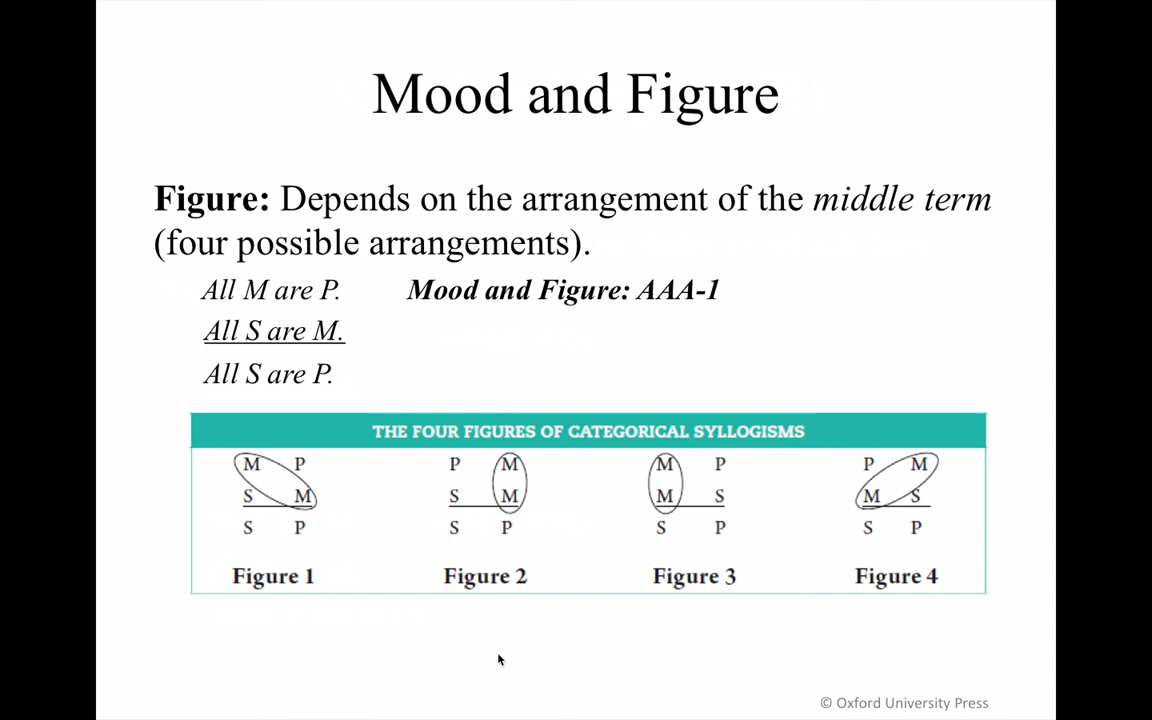 Mood and Figure
Figure: Depends on the arrangement of the middle term
(four possible arrangements).
All M are P. Mood and Figure: AAA-1
All S are M.
All S are P.
THE FOUR FIGURES OF CATEGORICAL SYLLOGISMS
M P P M M P P M
S M S M M S M S
S P S P S P S P
Figure 1 Figure 2 Figure 3 Figure 4
© Oxford University Press